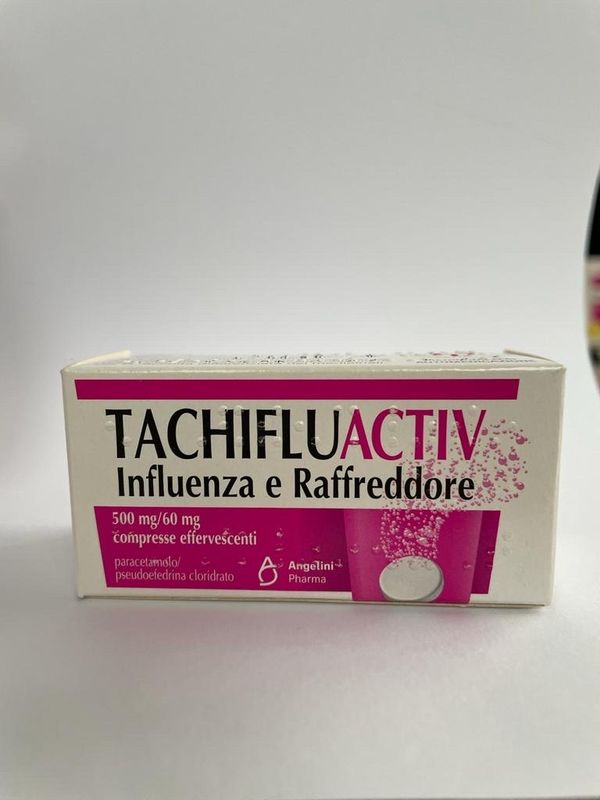 TACHIFLUACTIV
Influenza e Raffreddore
500 mg/60 mg
compresse effervescenti
paracetamolo/
pseudoefedrina cloridrato
Angelini
Pharma